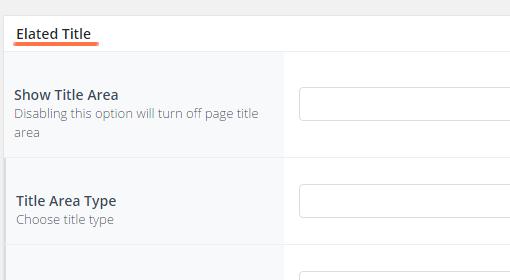 Elated Title
Show Title Area
Disabling this option will turn off page title
area
Title Area Type
Choose title type